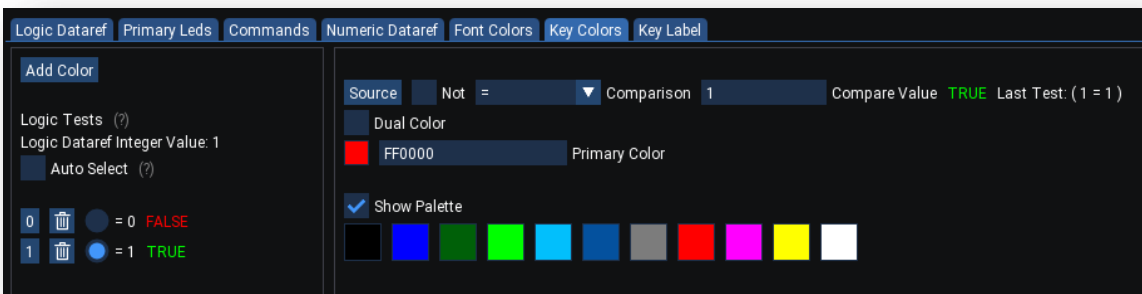 Logic Dataref Primary Leds Commands Numeric Dataref Font Colors Key Colors Key Label
Add Color
Logic Tests (?)
Logic Dataref Integer Value: 1
Auto Select (?)
0 = 0 FALSE
1 = 1 TRUE
Source Not = Comparison 1 Compare Value TRUE Last Test: ( 1 = 1 )
Dual Color
FF0000 Primary Color
Show Palette